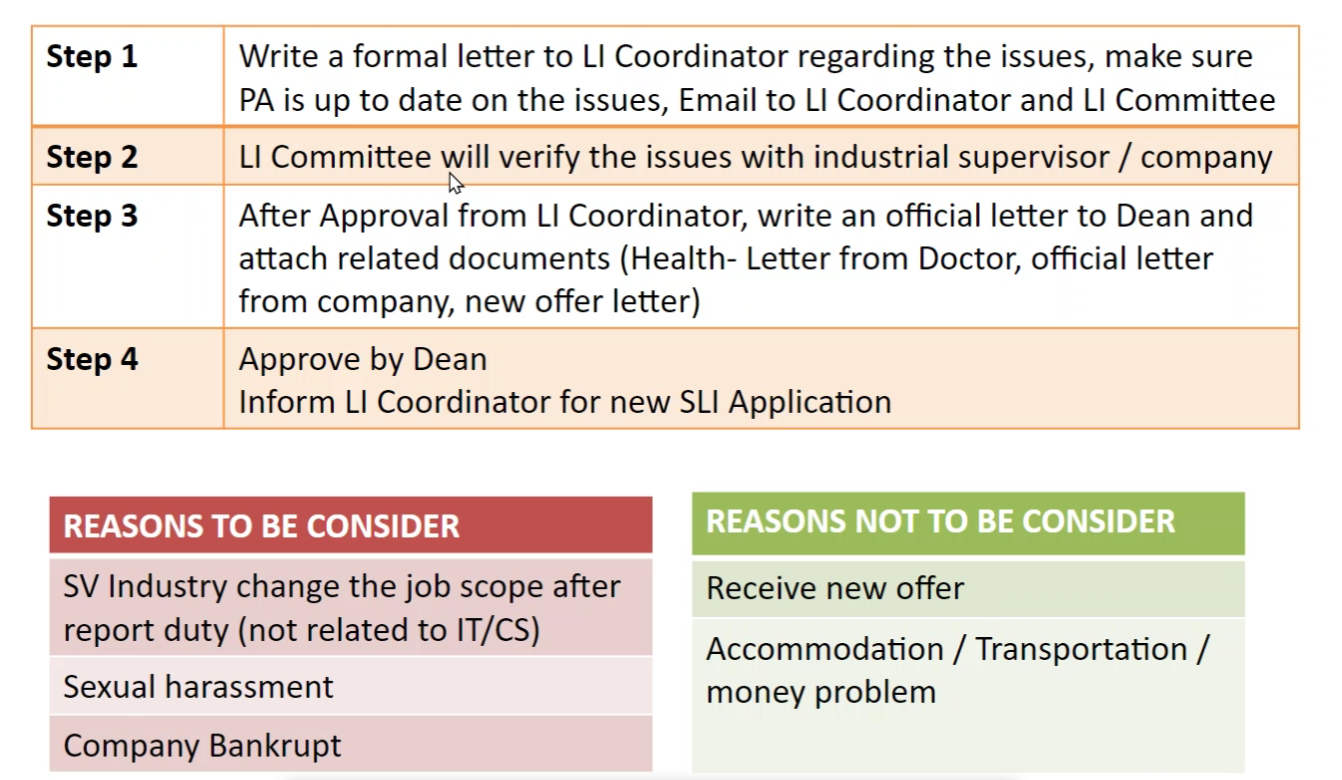 Step 1
Write a formal letter to LI Coordinator regarding the issues, make sure
PA is up to date on the issues, Email to LI Coordinator and LI Committee
Step 2
LI Committee will verify the issues with industrial supervisor / company
Step 3
After Approval from LI Coordinator, write an official letter to Dean and
attach related documents (Health- Letter from Doctor, official letter
from company, new offer letter)
Step 4
Approve by Dean
Inform LI Coordinator for new SLI Application
REASONS TO BE CONSIDER
SV Industry change the job scope after
report duty (not related to IT/CS)
Sexual harassment
Company Bankrupt
REASONS NOT TO BE CONSIDER
Receive new offer
Accommodation / Transportation /
money problem